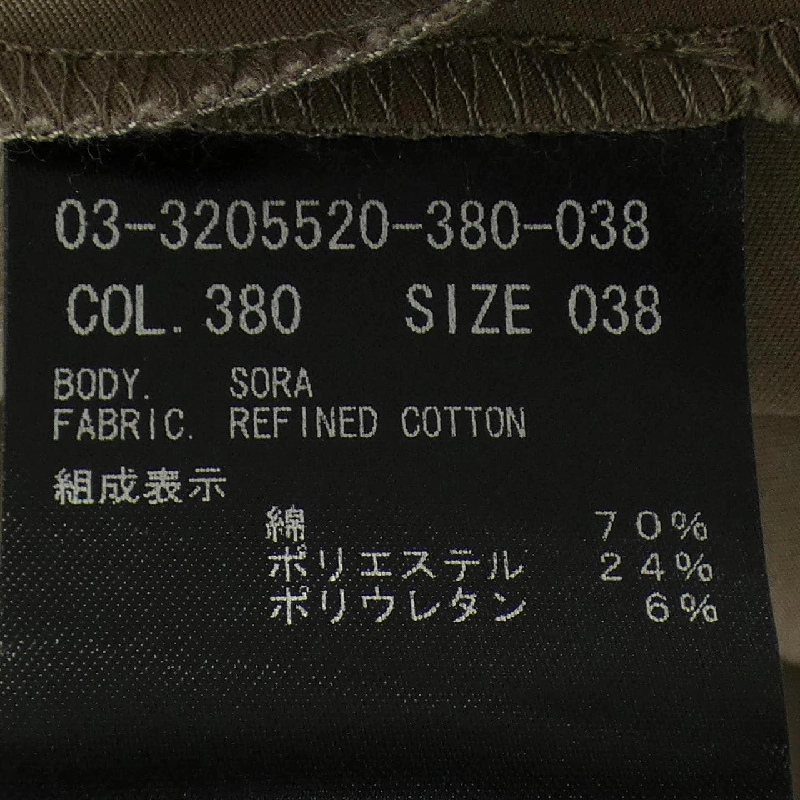 03-3205520-380-038
COL. 380 SIZE 038
BODY. SORA
FABRIC. REFINED COTTON
組成表示
綿 70%
ポリエステル 24%
ポリウレタン 6%